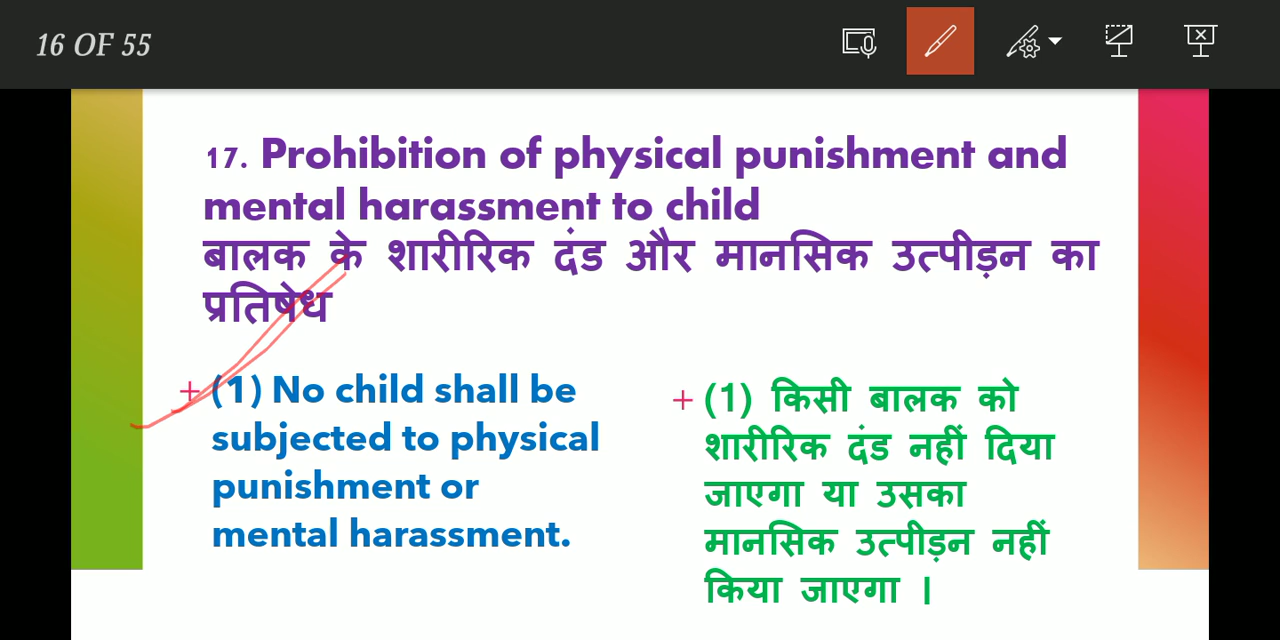 16 OF 55
17. Prohibition of physical punishment and
mental harassment to child
बालक के शारीरिक दंड और मानसिक उत्पीड़न का
प्रतिषेध
+ (1) No child shall be
subjected to physical
punishment or
mental harassment.
+ (1) किसी बालक को
शारीरिक दंड नहीं दिया
जाएगा या उसका
मानसिक उत्पीड़न नहीं
किया जाएगा ।